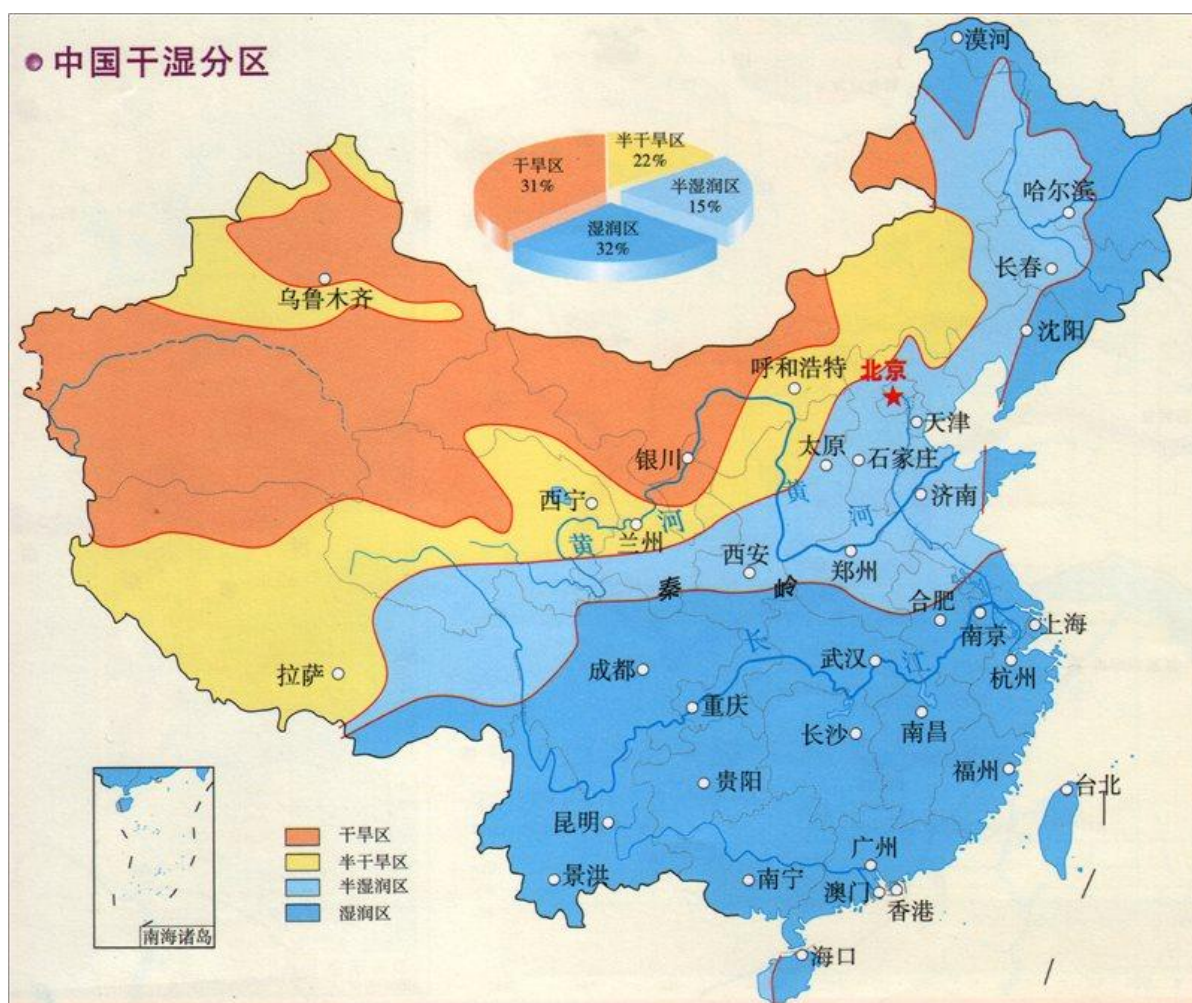 中国干湿分区
半干旱区
22%
干旱区
31%
半湿润区
15%
湿润区
32%
漠河
哈尔滨
长春
沈阳
乌鲁木齐
呼和浩特
北京
天津
银川
太原
石家庄
西宁
黄
河
济南
黄
河
兰州
西安
郑州
秦
岭
合肥
南京
上海
拉萨
成都
长
武汉
江
杭州
重庆
长沙
南昌
贵阳
福州
台北
昆明
广州
景洪
南宁
澳门
香港
海口
干旱区
半干旱区
半湿润区
湿润区
南海诸岛